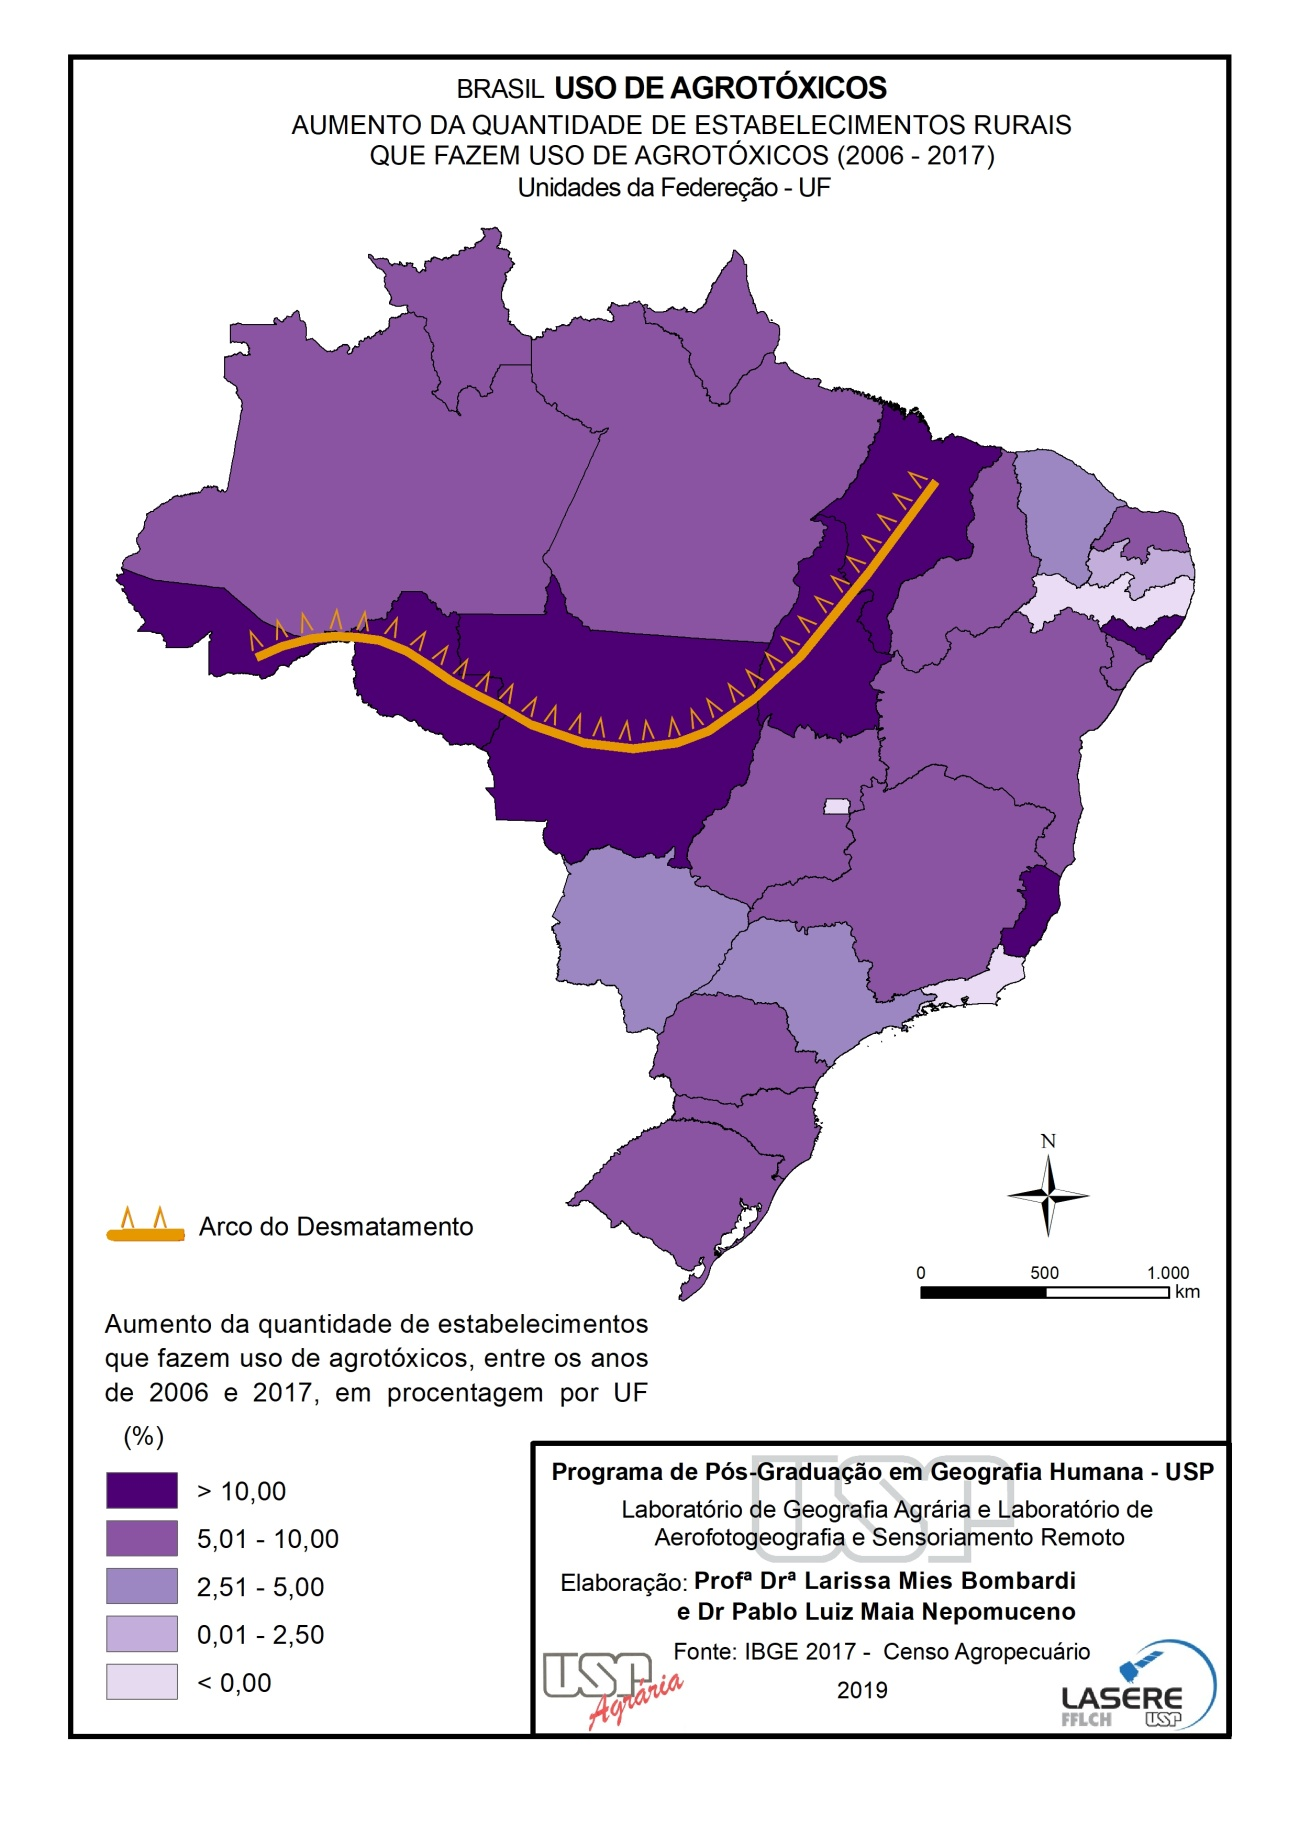 BRASIL USO DE AGROTÓXICOS
AUMENTO DA QUANTIDADE DE ESTABELECIMENTOS RURAIS
QUE FAZEM USO DE AGROTÓXICOS (2006 - 2017)
Unidades da Federeção - UF
N
0 500 1.000
km
Arco do Desmatamento
Aumento da quantidade de estabelecimentos
que fazem uso de agrotóxicos, entre os anos
de 2006 e 2017, em procentagem por UF
(%)
> 10,00
5,01 - 10,00
2,51 - 5,00
0,01 - 2,50
< 0,00
USP
Programa de Pós-Graduação em Geografia Humana - USP
Laboratório de Geografia Agrária e Laboratório de
Aerofotogeografia e Sensoriamento Remoto
Elaboração: Profª Drª Larissa Mies Bombardi
e Dr Pablo Luiz Maia Nepomuceno
Fonte: IBGE 2017 - Censo Agropecuário
2019
USP
Agrária
LASERE
FFLCH USP